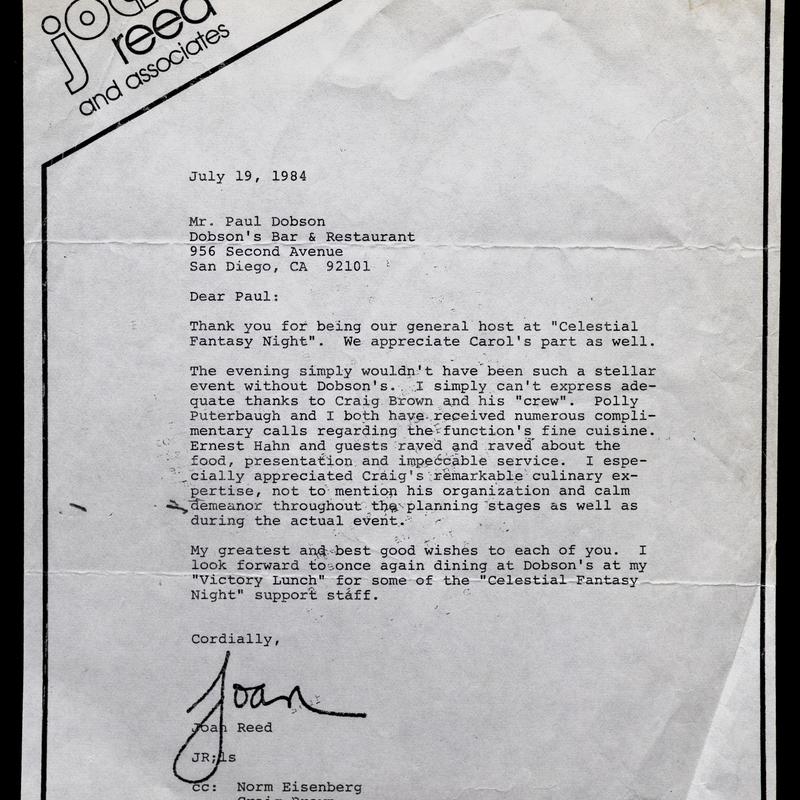 joan
reed
and associates
July 19, 1984
Mr. Paul Dobson
Dobson's Bar & Restaurant
956 Second Avenue
San Diego, CA  92101
Dear Paul:
Thank you for being our general host at "Celestial
Fantasy Night".  We appreciate Carol's part as well.
The evening simply wouldn't have been such a stellar
event without Dobson's.  I simply can't express ade-
quate thanks to Craig Brown and his "crew".  Polly
Puterbaugh and I both have received numerous compli-
mentary calls regarding the function's fine cuisine.
Ernest Hahn and guests raved and raved about the
food, presentation and impeccable service.  I espe-
cially appreciated Craig's remarkable culinary ex-
pertise, not to mention his organization and calm
demeanor throughout the planning stages as well as
during the actual event.
My greatest and best good wishes to each of you.  I
look forward to once again dining at Dobson's at my
"Victory Lunch" for some of the "Celestial Fantasy
Night" support staff.
Cordially,
Joan
Joan Reed
JR;ls
cc:  Norm Eisenberg
Craig Brown